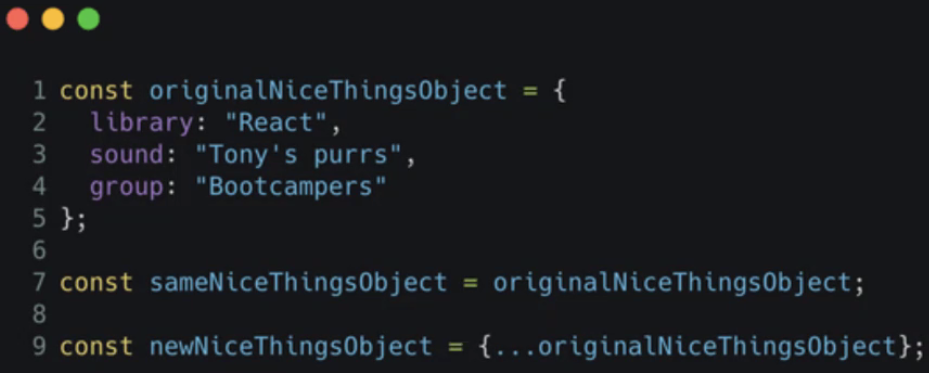 1 const originalNiceThingsObject = {
2   library: "React",
3   sound: "Tony's purrs",
4   group: "Bootcampers"
5 };
6
7 const sameNiceThingsObject = originalNiceThingsObject;
8
9 const newNiceThingsObject = {...originalNiceThingsObject};